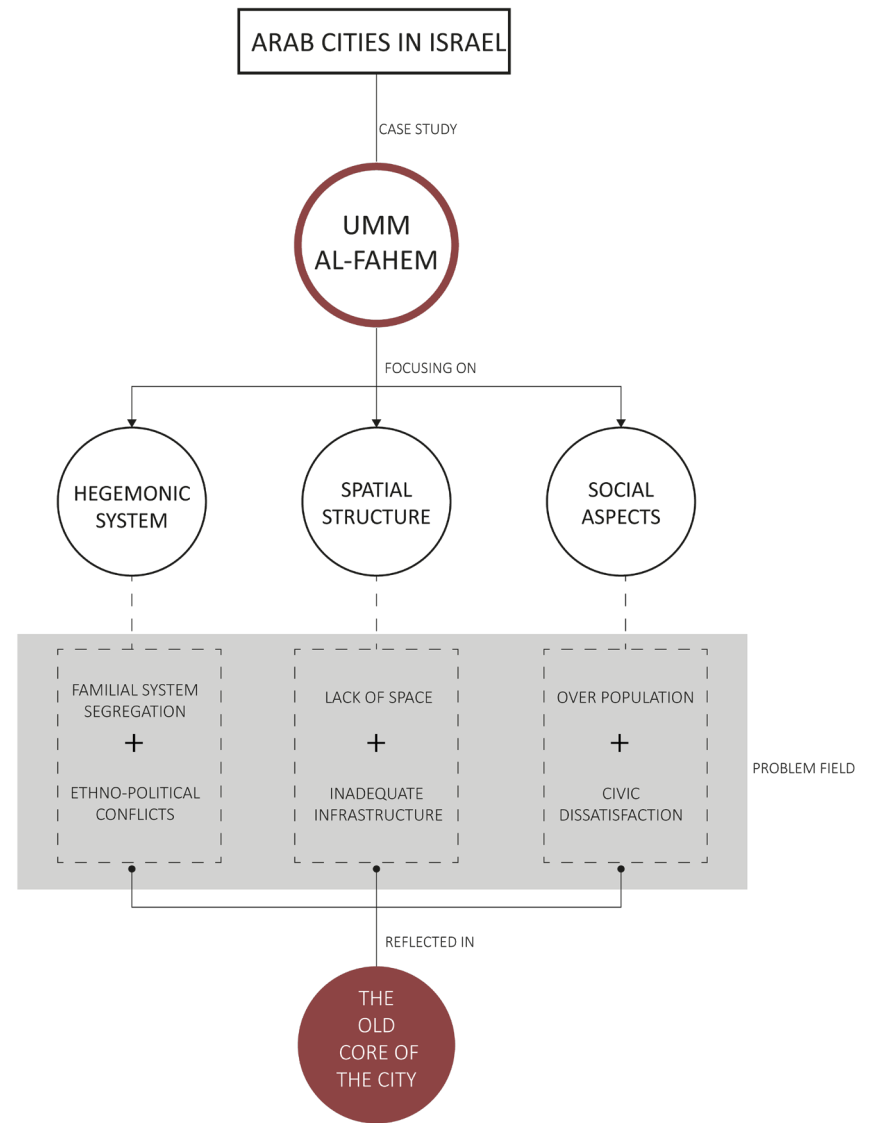 ARAB CITIES IN ISRAEL
CASE STUDY
UMM
AL-FAHEM
FOCUSING ON
HEGEMONIC
SYSTEM
SPATIAL
STRUCTURE
SOCIAL
ASPECTS
FAMILIAL SYSTEM
SEGREGATION
+
ETHNO-POLITICAL
CONFLICTS
LACK OF SPACE
+
INADEQUATE
INFRASTRUCTURE
OVER POPULATION
+
CIVIC
DISSATISFACTION
PROBLEM FIELD
REFLECTED IN
THE
OLD
CORE OF
THE CITY